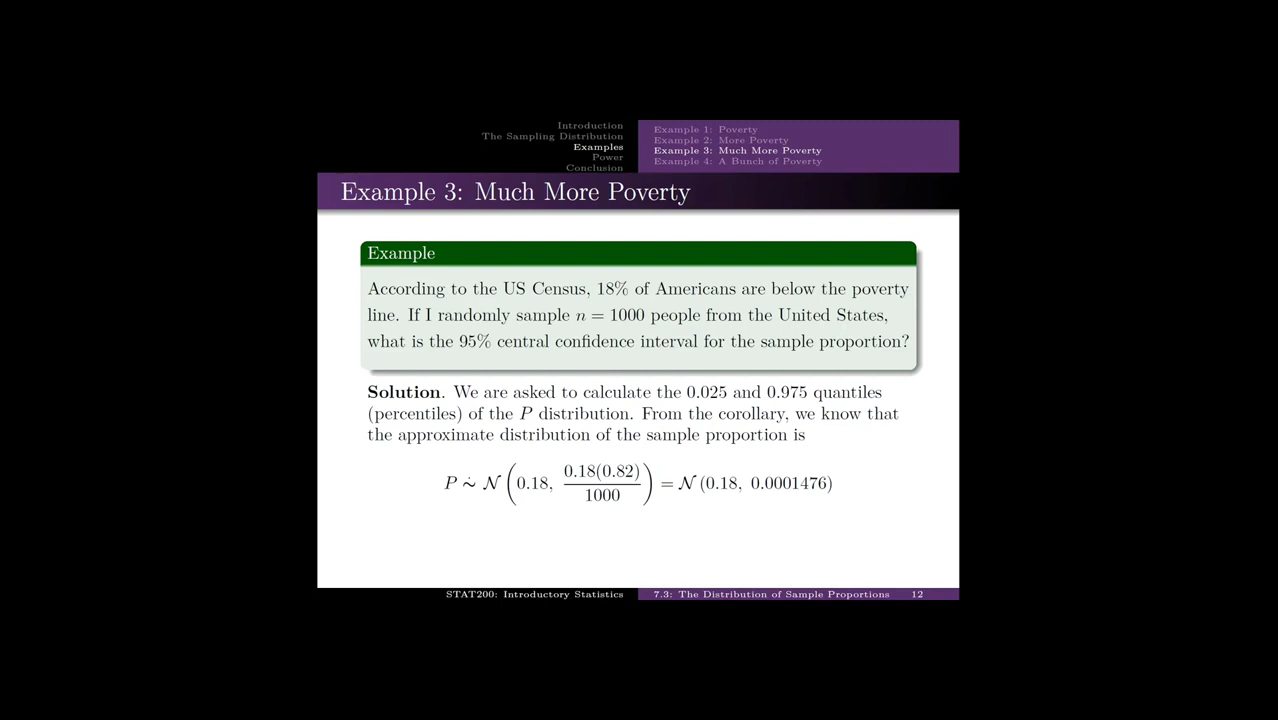 Introduction
The Sampling Distribution
Examples
Power
Conclusion
Example 1: Poverty
Example 2: More Poverty
Example 3: Much More Poverty
Example 4: A Bunch of Poverty
Example 3: Much More Poverty
Example
According to the US Census, 18% of Americans are below the poverty
line. If I randomly sample n = 1000 people from the United States,
what is the 95% central confidence interval for the sample proportion?
Solution. We are asked to calculate the 0.025 and 0.975 quantiles
(percentiles) of the P distribution. From the corollary, we know that
the approximate distribution of the sample proportion is
P ∼̇ 𝒩 (0.18, 0.18(0.82)/1000) = 𝒩 (0.18, 0.0001476)
STAT200: Introductory Statistics
7.3: The Distribution of Sample Proportions 12